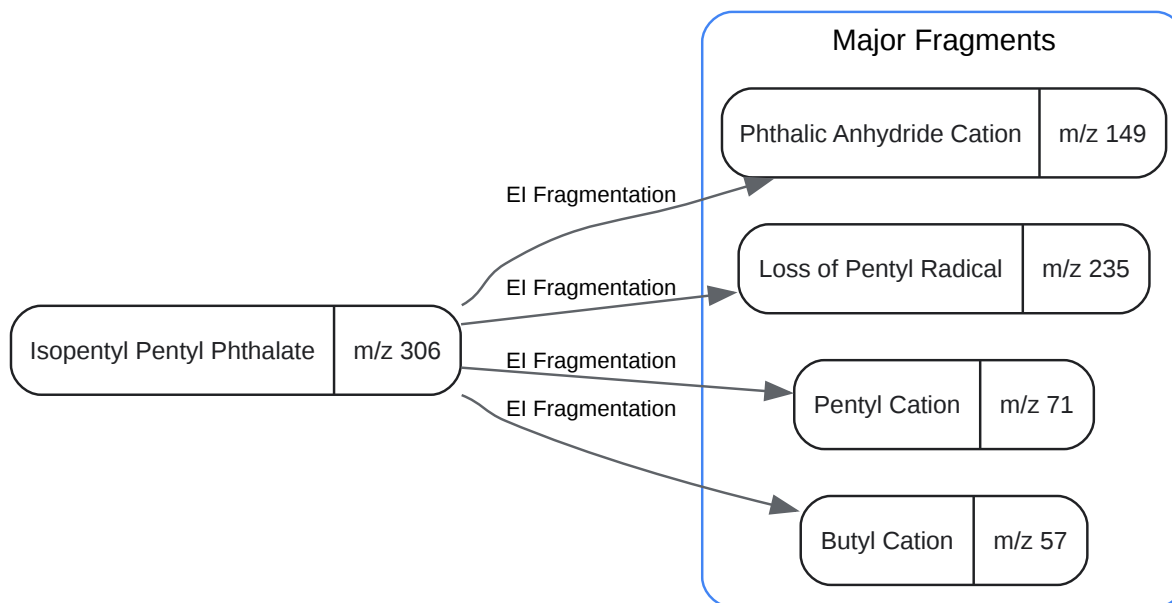 Major Fragments
Phthalic Anhydride Cation m/z 149
EI Fragmentation
Loss of Pentyl Radical m/z 235
EI Fragmentation
Isopentyl Pentyl Phthalate m/z 306
EI Fragmentation
Pentyl Cation m/z 71
EI Fragmentation
Butyl Cation m/z 57